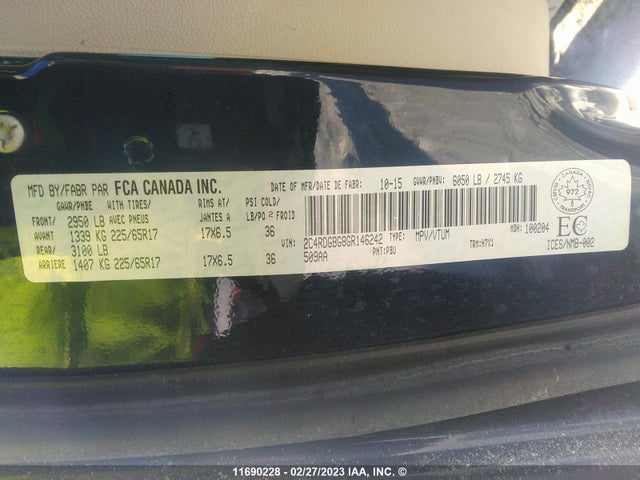 MFD BY/FABR PAR FCA CANADA INC. DATE OF MFR/DATE DE FABR: 10-15 GVWR/PNBV: 6050 LB / 2745 KG
GAWR/PNBE WITH TIRES/ RIMS AT/ PSI COLD/
FRONT/ 2950 LB AVEC PNEUS JANTES A LB/PO 2 FROID
AVANT 1339 KG 225/65R17 17X6.5 36 2C4RDGBG8GR146242 MPV/VTUM MDH: 100204
REAR/ 3100 LB
ARRIERE 1407 KG 225/65R17 17X6.5 36 509AA PNT:PBU TRM:H7X1
973
EC
ICES/NMB-002
11690228 - 02/27/2023 IAA, INC. ©